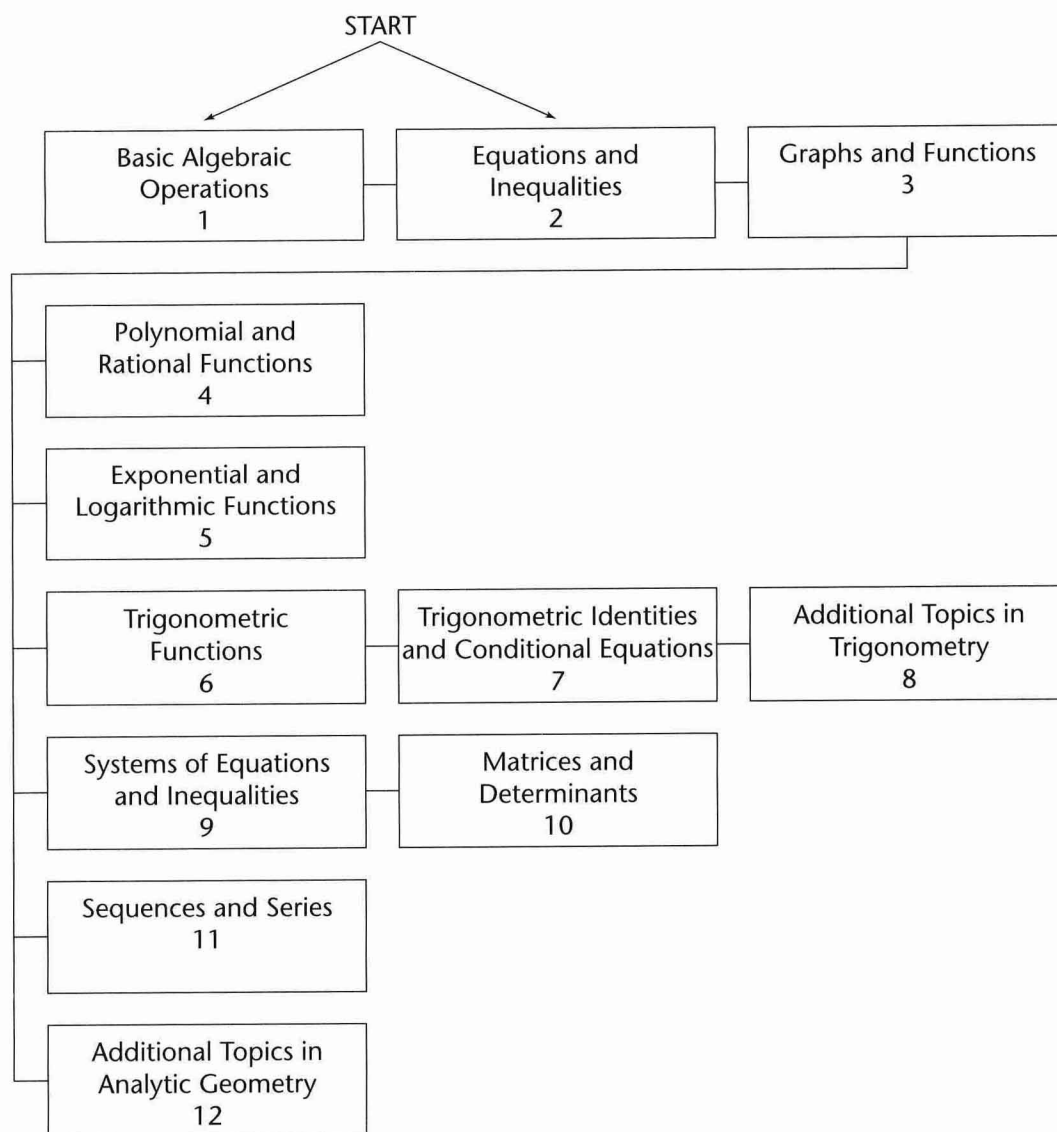 START
Basic Algebraic
Operations
1
Equations and
Inequalities
2
Graphs and Functions
3
Polynomial and
Rational Functions
4
Exponential and
Logarithmic Functions
5
Trigonometric
Functions
6
Trigonometric Identities
and Conditional Equations
7
Additional Topics in
Trigonometry
8
Systems of Equations
and Inequalities
9
Matrices and
Determinants
10
Sequences and Series
11
Additional Topics in
Analytic Geometry
12